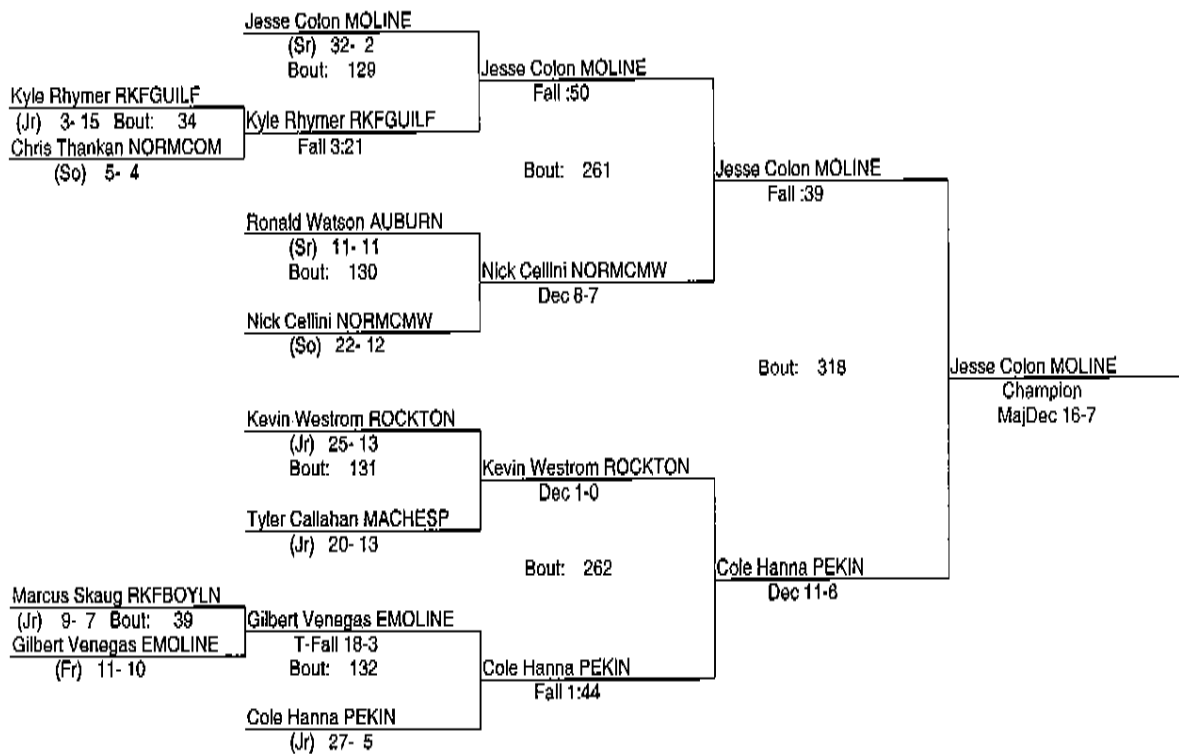 Jesse Colon MOLINE
(Sr) 32- 2
Bout: 129
Jesse Colon MOLINE
Fall :50
Kyle Rhymer RKFGUILF
(Jr) 3- 15 Bout: 34
Kyle Rhymer RKFGUILF
Fall 3:21
Chris Thankan NORMCOM
(So) 5- 4
Bout: 261
Jesse Colon MOLINE
Fall :39
Ronald Watson AUBURN
(Sr) 11- 11
Bout: 130
Nick Cellini NORMCMW
Dec 8-7
Nick Cellini NORMCMW
(So) 22- 12
Bout: 318
Jesse Colon MOLINE
Champion
MajDec 16-7
Kevin Westrom ROCKTON
(Jr) 25- 13
Bout: 131
Kevin Westrom ROCKTON
Dec 1-0
Tyler Callahan MACHESP
(Jr) 20- 13
Bout: 262
Cole Hanna PEKIN
Dec 11-6
Marcus Skaug RKFBOYLN
(Jr) 9- 7 Bout: 39
Gilbert Venegas EMOLINE
T-Fall 18-3
Bout: 132
Gilbert Venegas EMOLINE
(Fr) 11- 10
Cole Hanna PEKIN
Fall 1:44
Cole Hanna PEKIN
(Jr) 27- 5